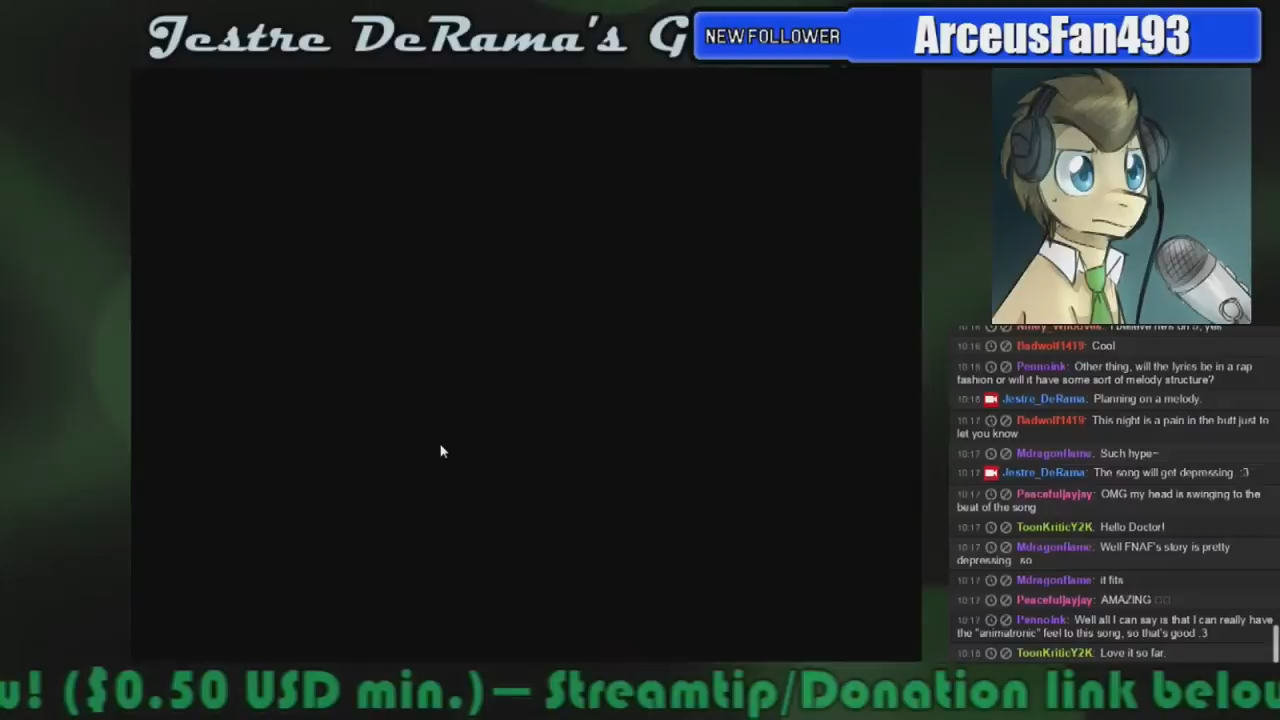 Jestre DeRama's G
NEW FOLLOWER
ArceusFan493
I believe he's on 5, yes
10:16 Badwolf1419: Cool
Pennoink: Other thing, will the lyrics be in a rap
fashion or will it have some sort of melody structure?
Jestre_DeRama: Planning on a melody.
10:17 Badwolf1419: This night is a pain in the butt just to
let you know
10:17 Mdragonflame: Such hype~
10:17 Jestre_DeRama: The song will get depressing. :3
10:17 Peacefuljayjay: OMG my head is swinging to the
beat of the song
10:17 ToonKriticY2K: Hello Doctor!
10:17 Mdragonflame: Well FNAF's story is pretty
depressing so
10:17 Mdragonflame: it fits
10:17 Peacefuljayjay: AMAZING
10:17 Pennoink: Well all I can say is that I can really have
the "animatronic" feel to this song, so that's good :3
10:18 ToonKriticY2K: Love it so far.
w! ($0.50 USD min.) — Streamtip/Donation link below